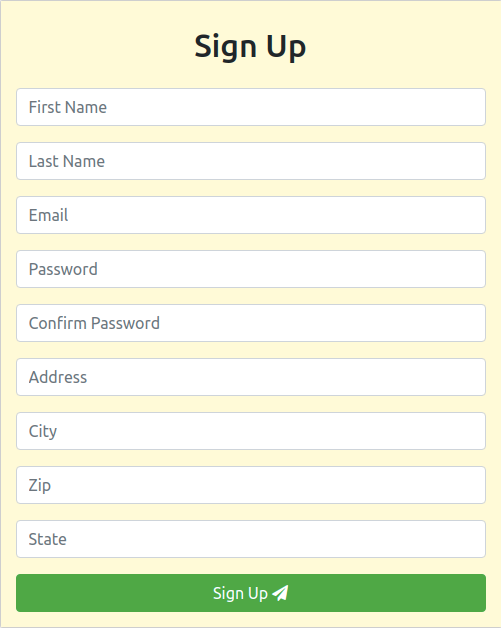 Sign Up
First Name
Last Name
Email
Password
Confirm Password
Address
City
Zip
State
Sign Up